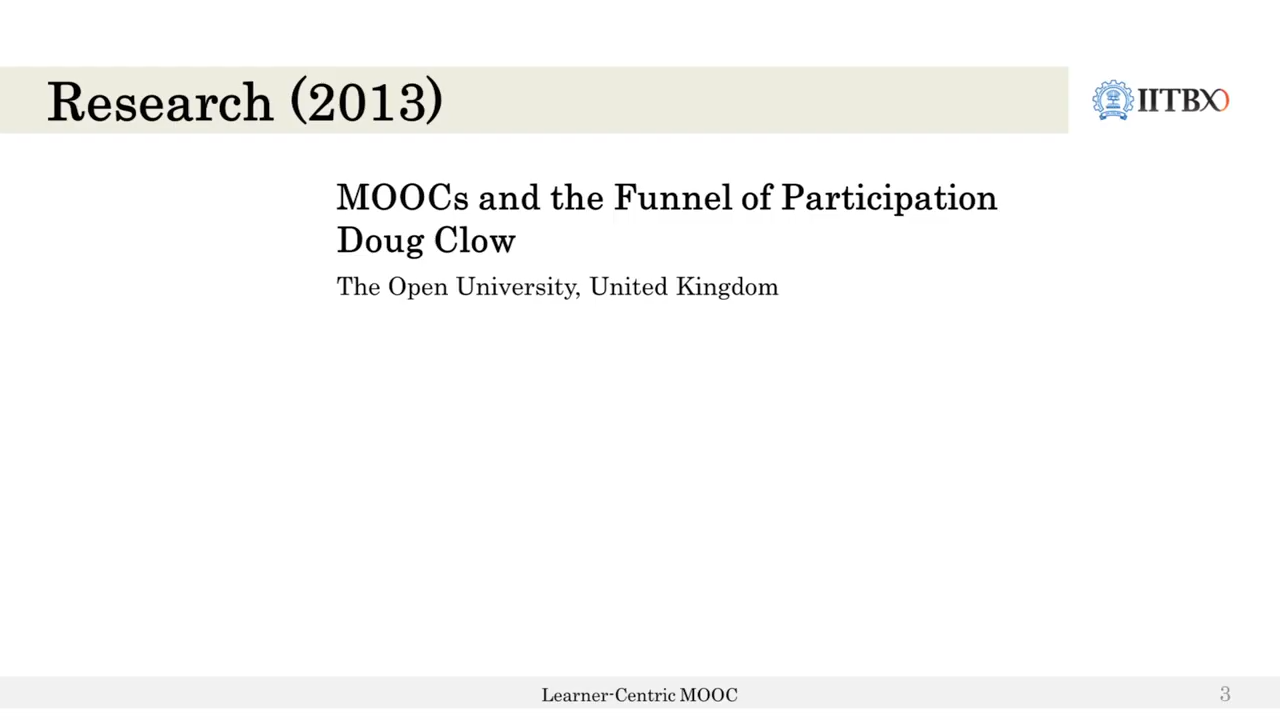 Research (2013)
IITBX
MOOCs and the Funnel of Participation
Doug Clow
The Open University, United Kingdom
Learner-Centric MOOC
3